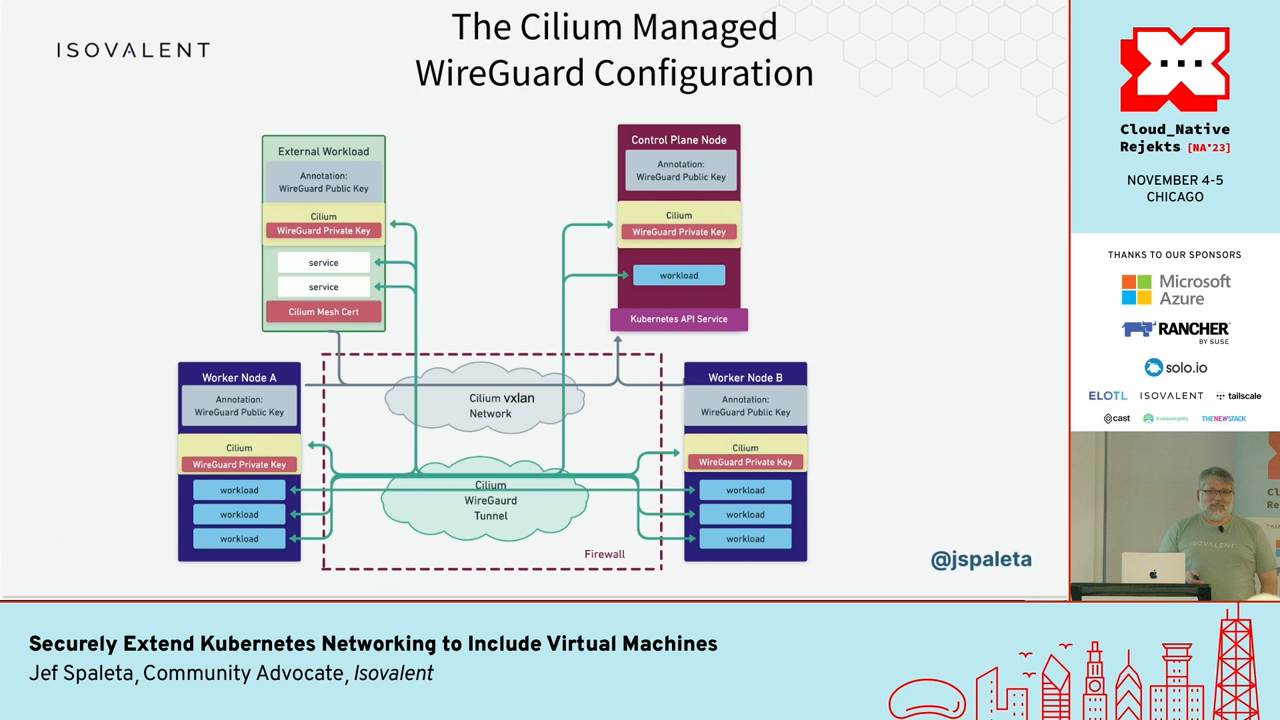 ISOVALENT
The Cilium Managed
WireGuard Configuration
External Workload
Annotation:
WireGuard Public Key
Cilium
WireGuard Private Key
service
service
Cilium Mesh Cert
Control Plane Node
Annotation:
WireGuard Public Key
Cilium
WireGuard Private Key
workload
Kubernetes API Service
Worker Node A
Annotation:
WireGuard Public Key
Cilium
WireGuard Private Key
workload
workload
workload
Cilium vxlan
Network
Cilium
WireGaurd
Tunnel
Firewall
Worker Node B
Annotation:
WireGuard Public Key
Cilium
WireGuard Private Key
workload
workload
workload
@jspaleta
Cloud_Native
Rejekts [NA'23]
NOVEMBER 4-5
CHICAGO
THANKS TO OUR SPONSORS
Microsoft
Azure
RANCHER
BY SUSE
solo.io
ELOTL ISOVALENT tailscale
cast Kubesimplify THENEWSTACK
ISOVALENT
Securely Extend Kubernetes Networking to Include Virtual Machines
Jef Spaleta, Community Advocate, Isovalent